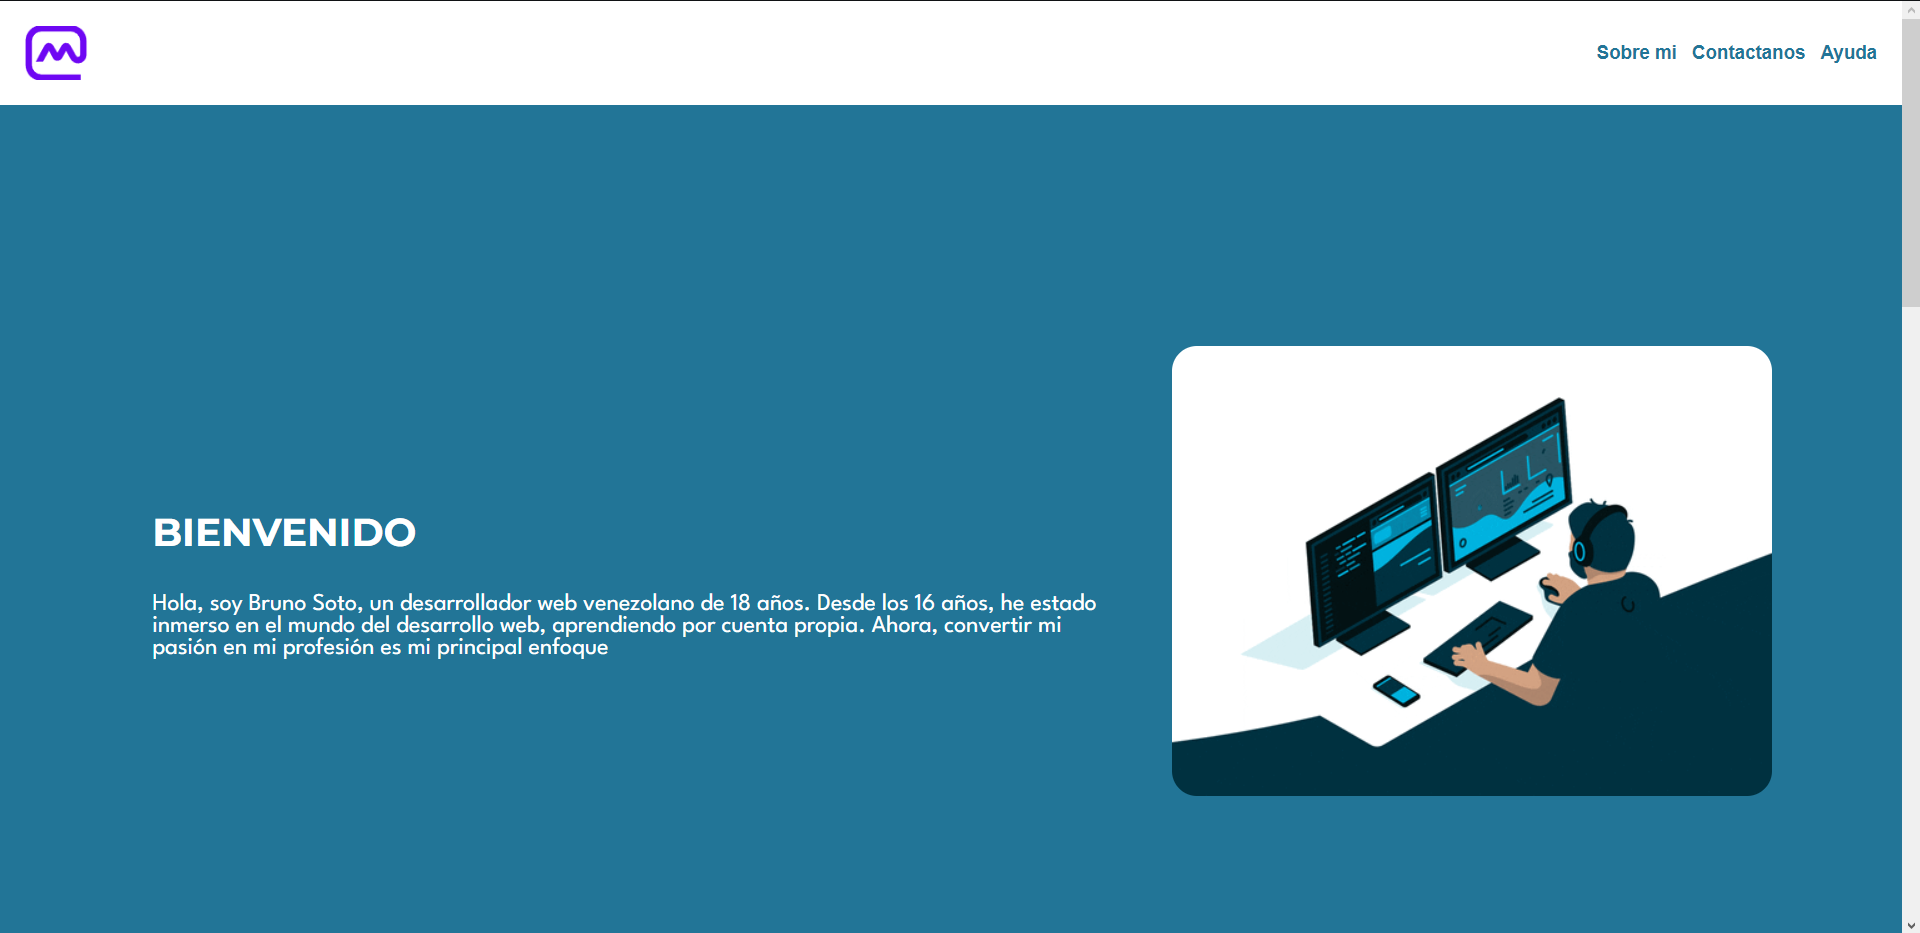 Sobre mi Contactanos Ayuda
BIENVENIDO
Hola, soy Bruno Soto, un desarrollador web venezolano de 18 años. Desde los 16 años, he estado
inmerso en el mundo del desarrollo web, aprendiendo por cuenta propia. Ahora, convertir mi
pasión en mi profesión es mi principal enfoque